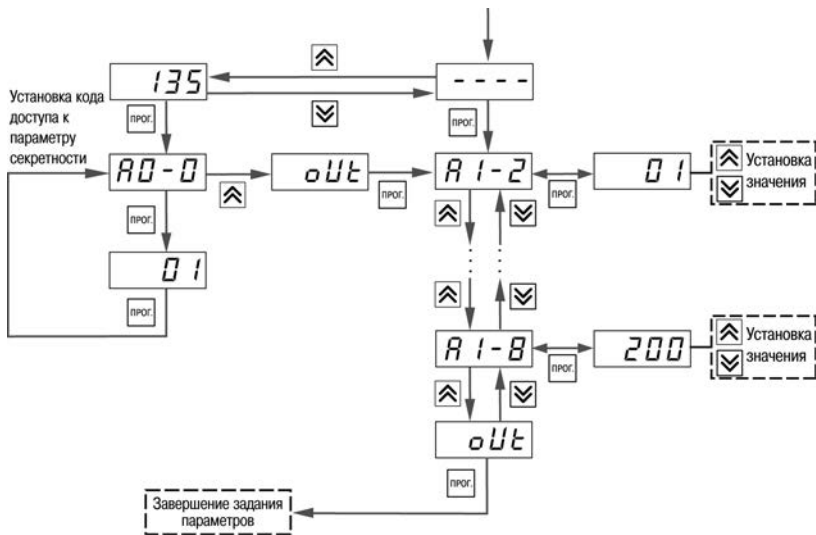 135
- - - -
Установка кода
доступа к
параметру
секретности
ПРОГ.
ПРОГ.
A0-0
oUt
A1-2
01
Установка
значения
ПРОГ.
ПРОГ.
ПРОГ.
01
ПРОГ.
A1-8
200
Установка
значения
ПРОГ.
oUt
ПРОГ.
Завершение задания
параметров